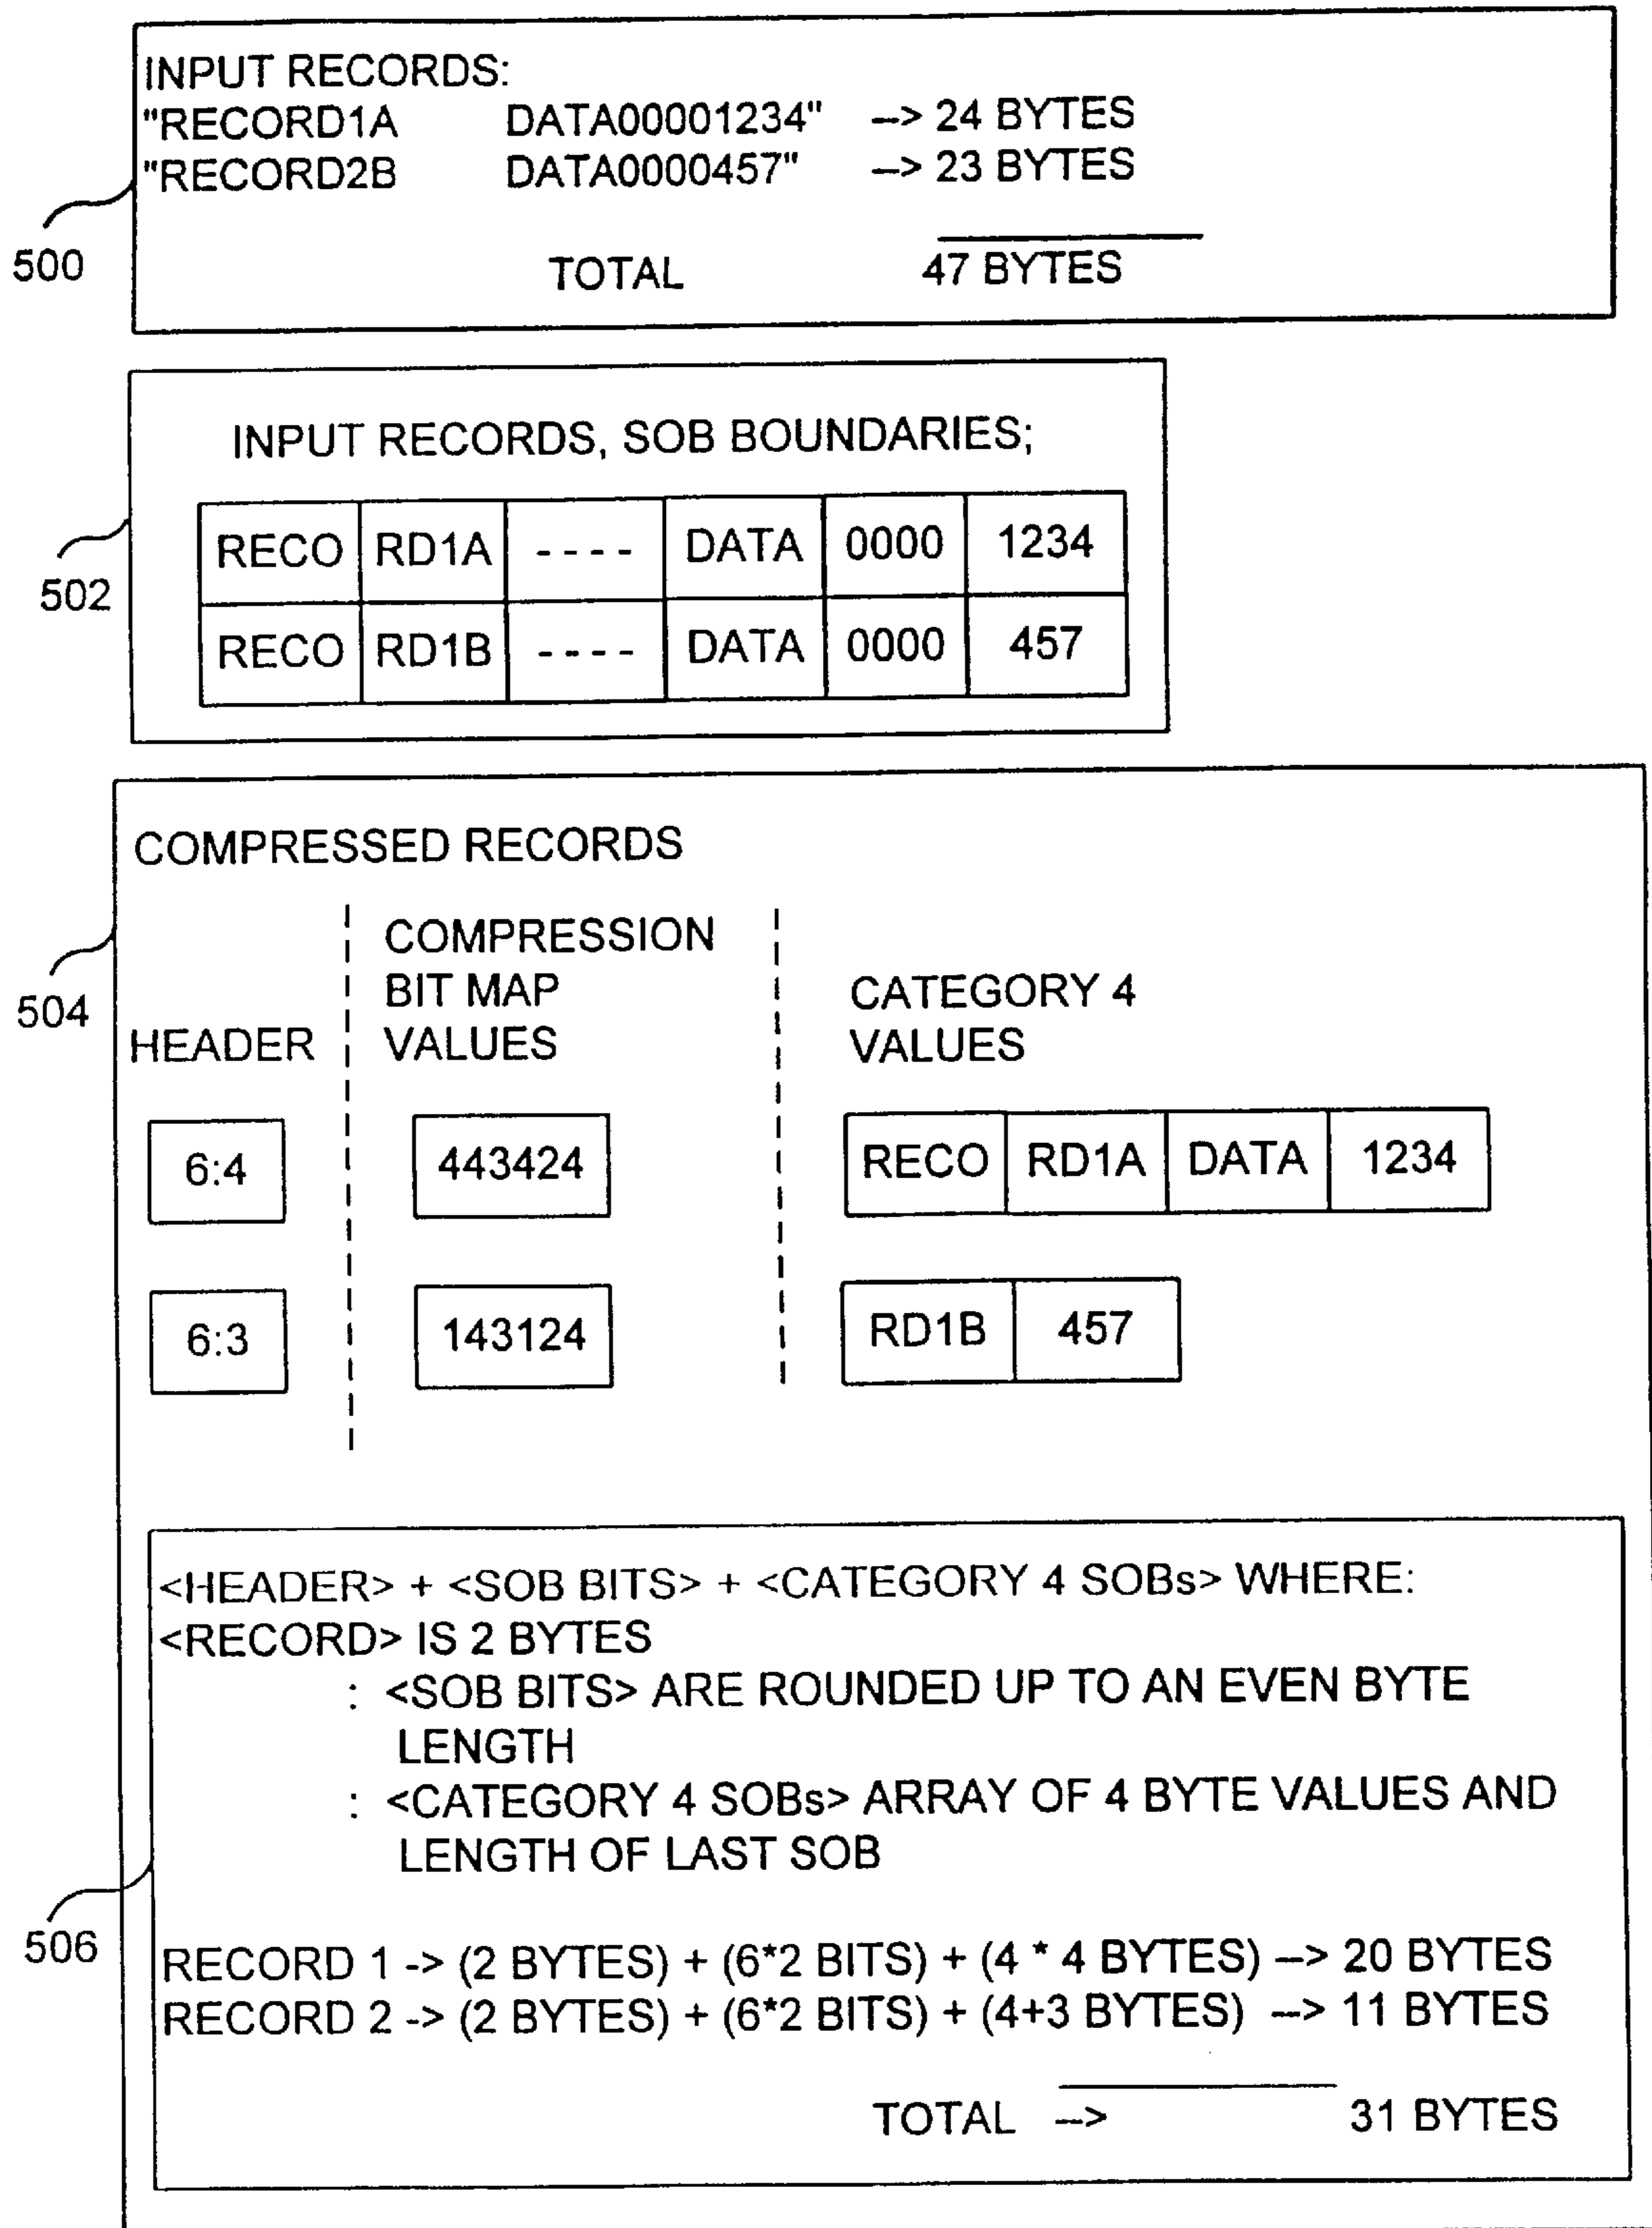 INPUT RECORDS:
"RECORD1A DATA00001234" --> 24 BYTES
"RECORD2B DATA0000457" --> 23 BYTES
500
TOTAL 47 BYTES
INPUT RECORDS, SOB BOUNDARIES;
RECO RD1A ---- DATA 0000 1234
502
RECO RD1B ---- DATA 0000 457
COMPRESSED RECORDS
504
HEADER
COMPRESSION
BIT MAP
VALUES
CATEGORY 4
VALUES
6:4 443424 RECO RD1A DATA 1234
6:3 143124 RD1B 457
<HEADER> + <SOB BITS> + <CATEGORY 4 SOBs> WHERE:
<RECORD> IS 2 BYTES
: <SOB BITS> ARE ROUNDED UP TO AN EVEN BYTE
LENGTH
: <CATEGORY 4 SOBs> ARRAY OF 4 BYTE VALUES AND
LENGTH OF LAST SOB
506
RECORD 1 -> (2 BYTES) + (6*2 BITS) + (4 * 4 BYTES) --> 20 BYTES
RECORD 2 -> (2 BYTES) + (6*2 BITS) + (4+3 BYTES) --> 11 BYTES
TOTAL --> 31 BYTES